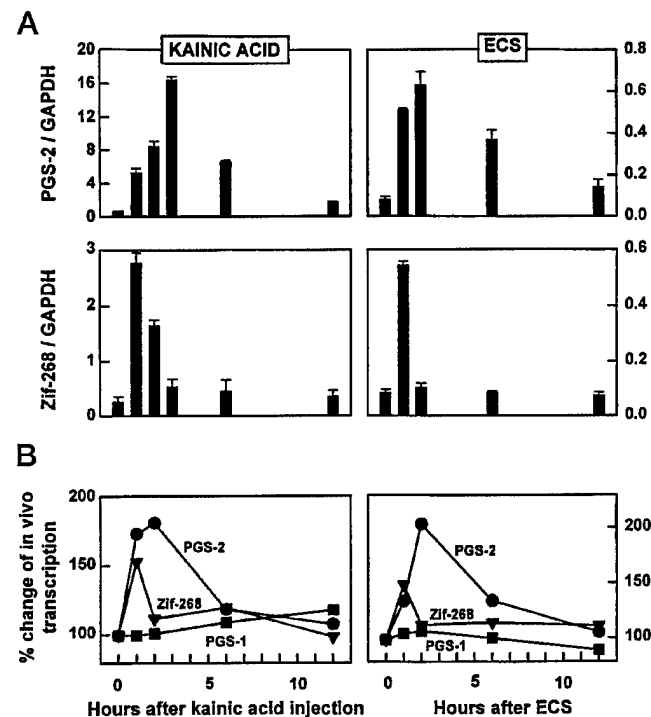 A
KAINIC ACID
ECS
PGS-2 / GAPDH
20
16
12
8
4
0
0.8
0.6
0.4
0.2
0.0
Zif-268 / GAPDH
3
2
1
0
0.6
0.4
0.2
0.0
B
% change of in vivo
transcription
200
150
100
PGS-2
Zif-268
PGS-1
200
150
100
PGS-2
Zif-268
PGS-1
0 5 10
Hours after kainic acid injection
0 5 10
Hours after ECS